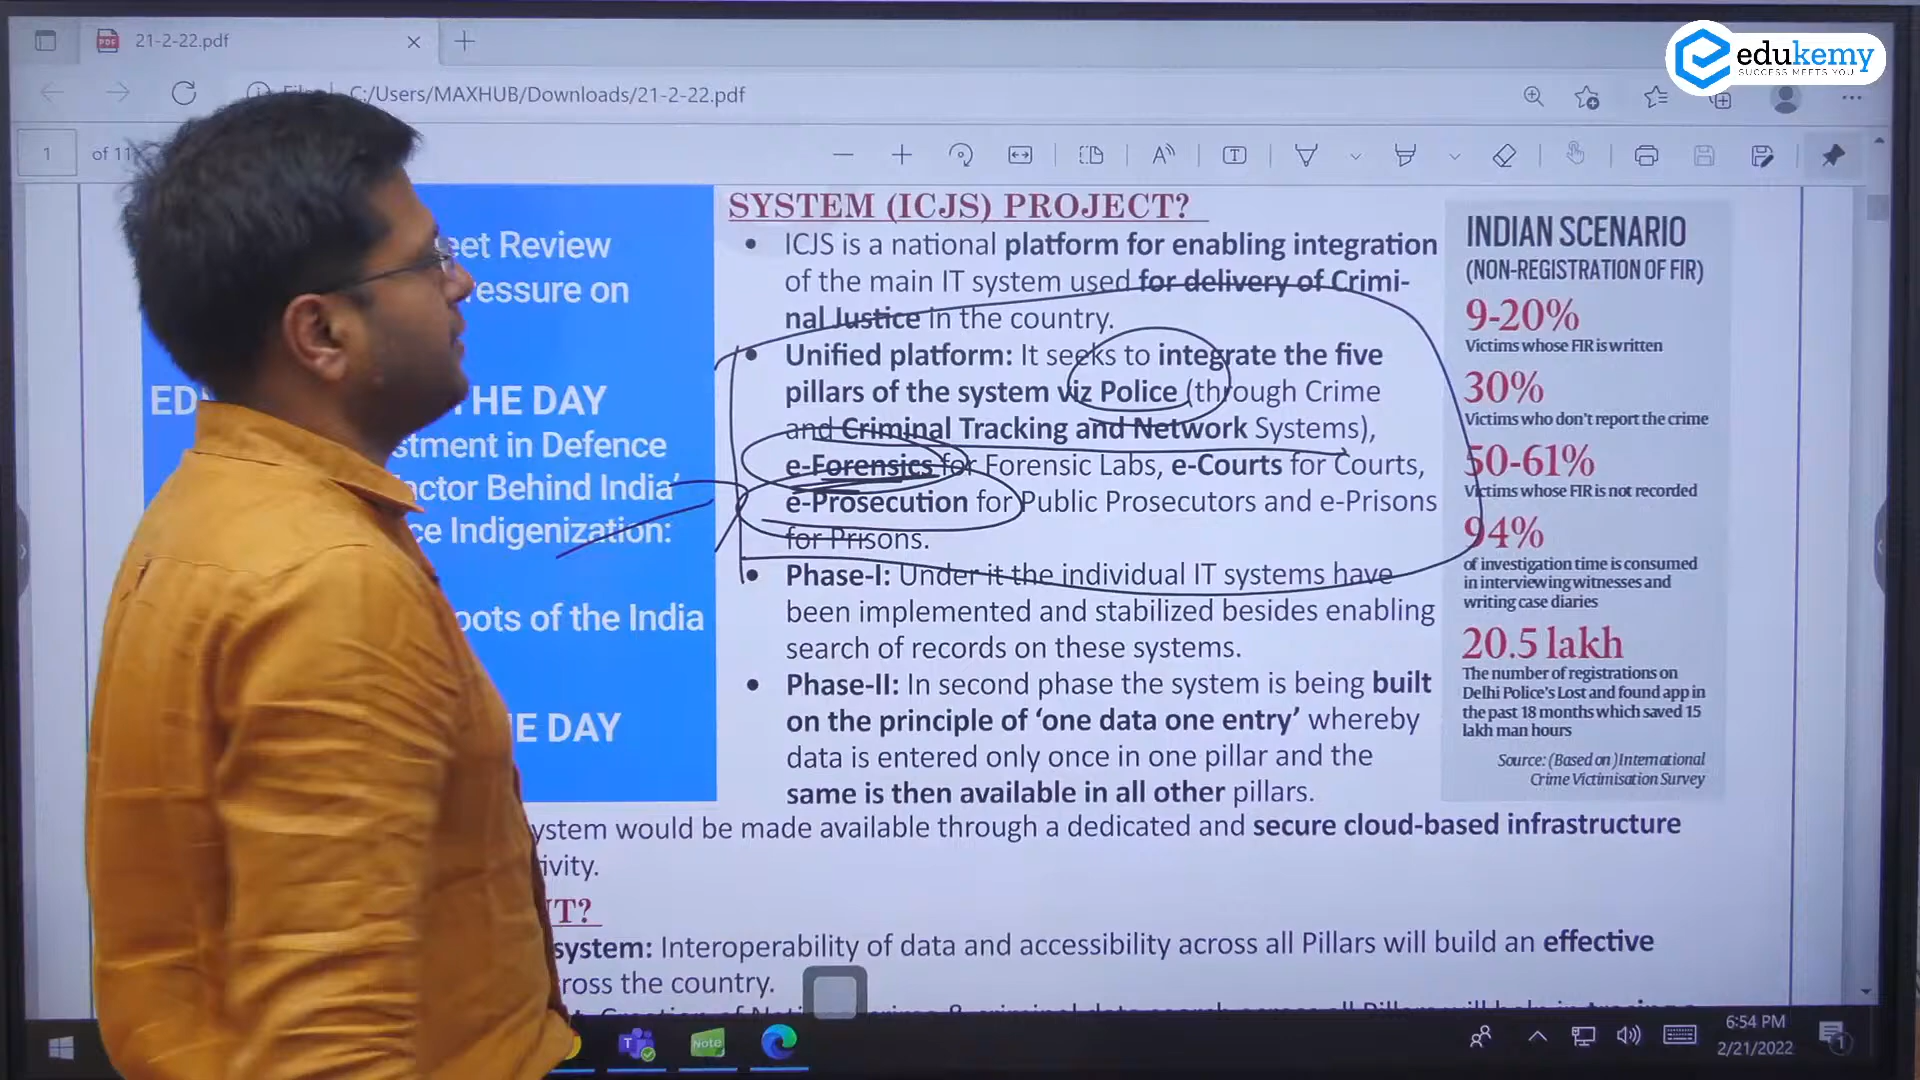 21-2-22.pdf
edukemy
SUCCESS MEETS YOU
C:/Users/MAXHUB/Downloads/21-2-22.pdf
1 of 11
eet Review
ressure on
ED THE DAY
stment in Defence
actor Behind India'
ce Indigenization:
oots of the India
E DAY
SYSTEM (ICJS) PROJECT?
• ICJS is a national platform for enabling integration
of the main IT system used for delivery of Crimi-
nal Justice in the country.
• Unified platform: It seeks to integrate the five
pillars of the system viz Police (through Crime
and Criminal Tracking and Network Systems),
e-Forensics for Forensic Labs, e-Courts for Courts,
e-Prosecution for Public Prosecutors and e-Prisons
for Prisons.
• Phase-I: Under it the individual IT systems have
been implemented and stabilized besides enabling
search of records on these systems.
• Phase-II: In second phase the system is being built
on the principle of ‘one data one entry’ whereby
data is entered only once in one pillar and the
same is then available in all other pillars.
ystem would be made available through a dedicated and secure cloud-based infrastructure
ivity.
T?
system: Interoperability of data and accessibility across all Pillars will build an effective
ross the country.
INDIAN SCENARIO
(NON-REGISTRATION OF FIR)
9-20%
Victims whose FIR is written
30%
Victims who don't report the crime
50-61%
Victims whose FIR is not recorded
94%
of investigation time is consumed
in interviewing witnesses and
writing case diaries
20.5 lakh
The number of registrations on
Delhi Police's Lost and found app in
the past 18 months which saved 15
lakh man hours
Source: (Based on) International
Crime Victimisation Survey
Note
6:54 PM
2/21/2022
1